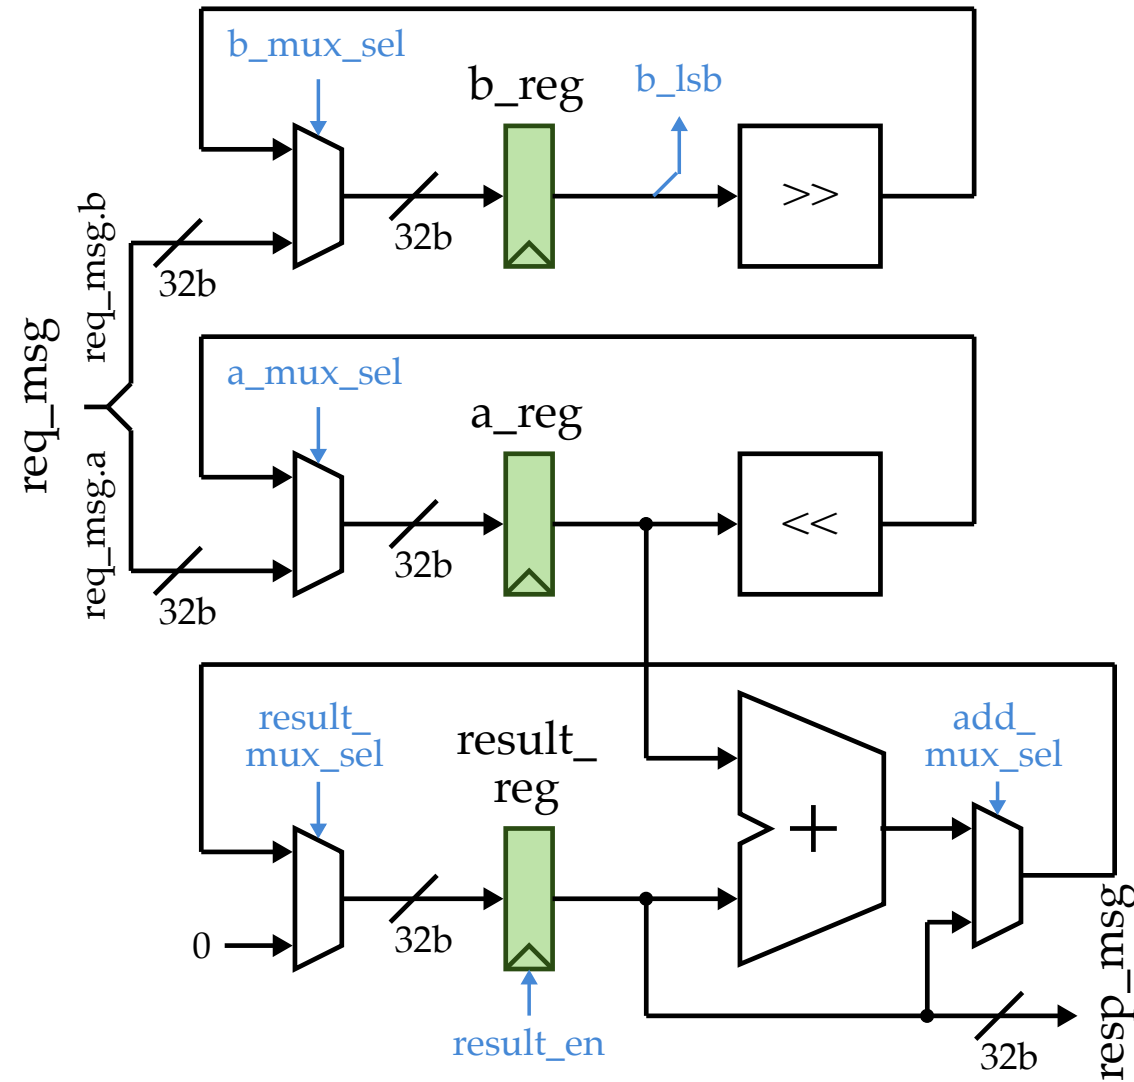 b_mux_sel
b_reg
b_lsb
>>
32b
req_msg.b
32b
req_msg
a_mux_sel
a_reg
<<
32b
req_msg.a
32b
result_
mux_sel
result_
reg
add_
mux_sel
+
32b
0
resp_msg
result_en
32b